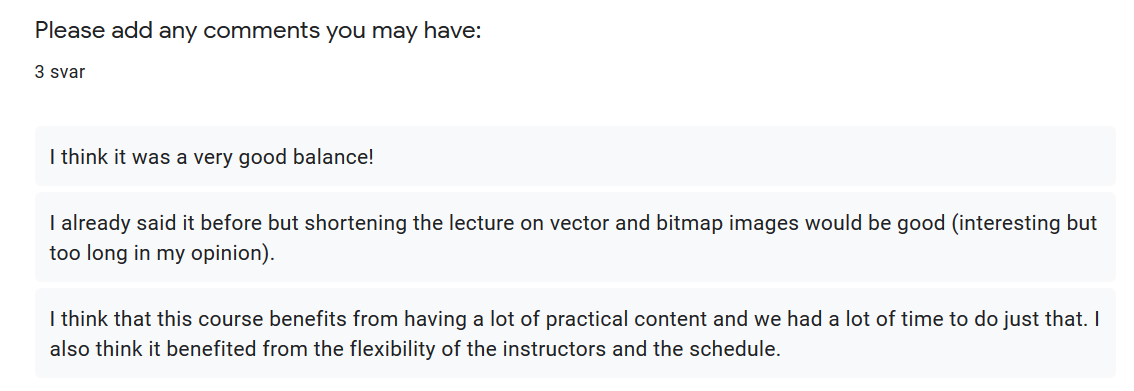 Please add any comments you may have:
3 svar
I think it was a very good balance!
I already said it before but shortening the lecture on vector and bitmap images would be good (interesting but
too long in my opinion).
I think that this course benefits from having a lot of practical content and we had a lot of time to do just that. I
also think it benefited from the flexibility of the instructors and the schedule.